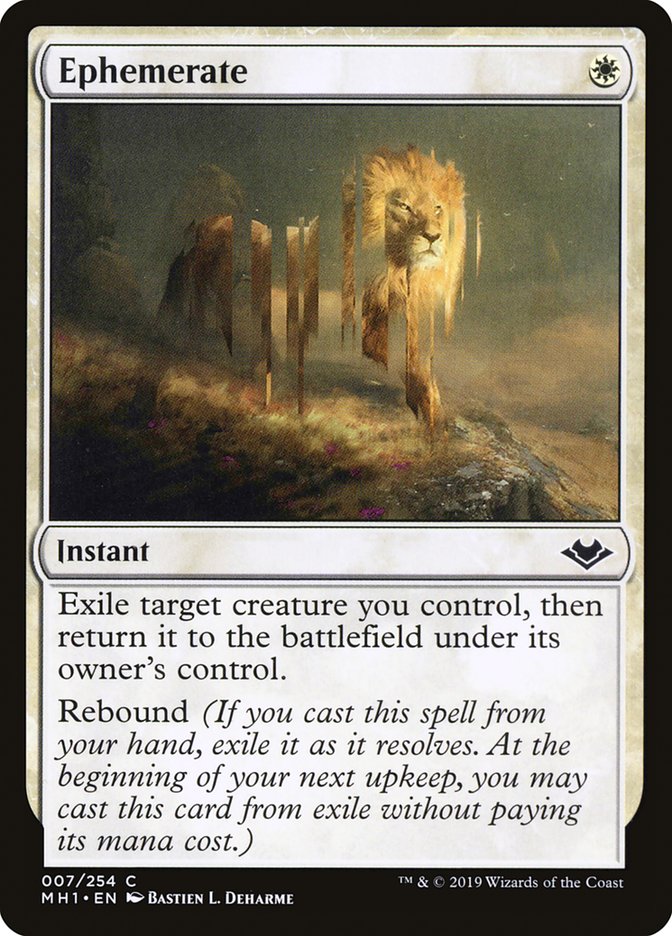 Ephemerate
Instant
Exile target creature you control, then
return it to the battlefield under its
owner's control.
Rebound (If you cast this spell from
your hand, exile it as it resolves. At the
beginning of your next upkeep, you may
cast this card from exile without paying
its mana cost.)
007/254 C
MH1 • EN Bastien L. Deharme
™ & © 2019 Wizards of the Coast